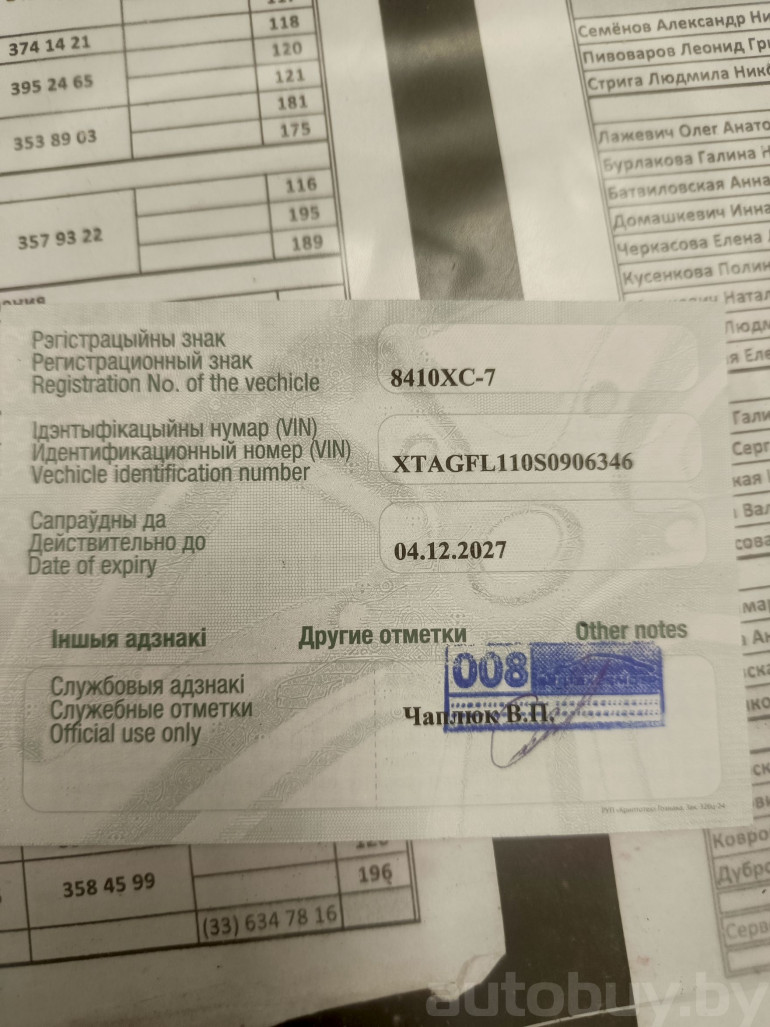 118
374 14 21
120
395 24 65
121
181
353 89 03
175
116
195
357 93 22
189
Семёнов Александр
Пивоваров Леонид
Стрига Людмила
Лажевич Олег
Бурлакова Галина
Батвиловская Анна
Домашкевич Инна
Черкасова Елена
Кусенкова
Рэгістрацыйны знак
Регистрационный знак
Registration No. of the vechicle
8410XC-7
Ідэнтыфікацыйны нумар (VIN)
Идентификационный номер (VIN)
Vechicle identification number
XTAGFL110S0906346
Сапраўдны да
Действительно до
Date of expiry
04.12.2027
Іншыя адзнакі Другие отметки Other notes
Службовыя адзнакі
Служебные отметки
Official use only
008
Чаплюк В.П.
358 45 99
196
(33) 634 78 16
autobuy.by